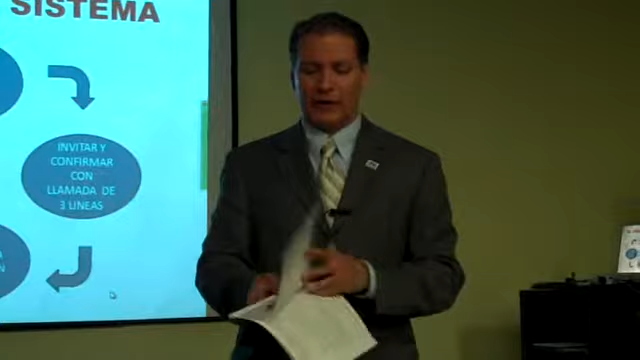 SISTEMA
INVITAR Y
CONFIRMAR
CON
LLAMADA DE
3 LINEAS